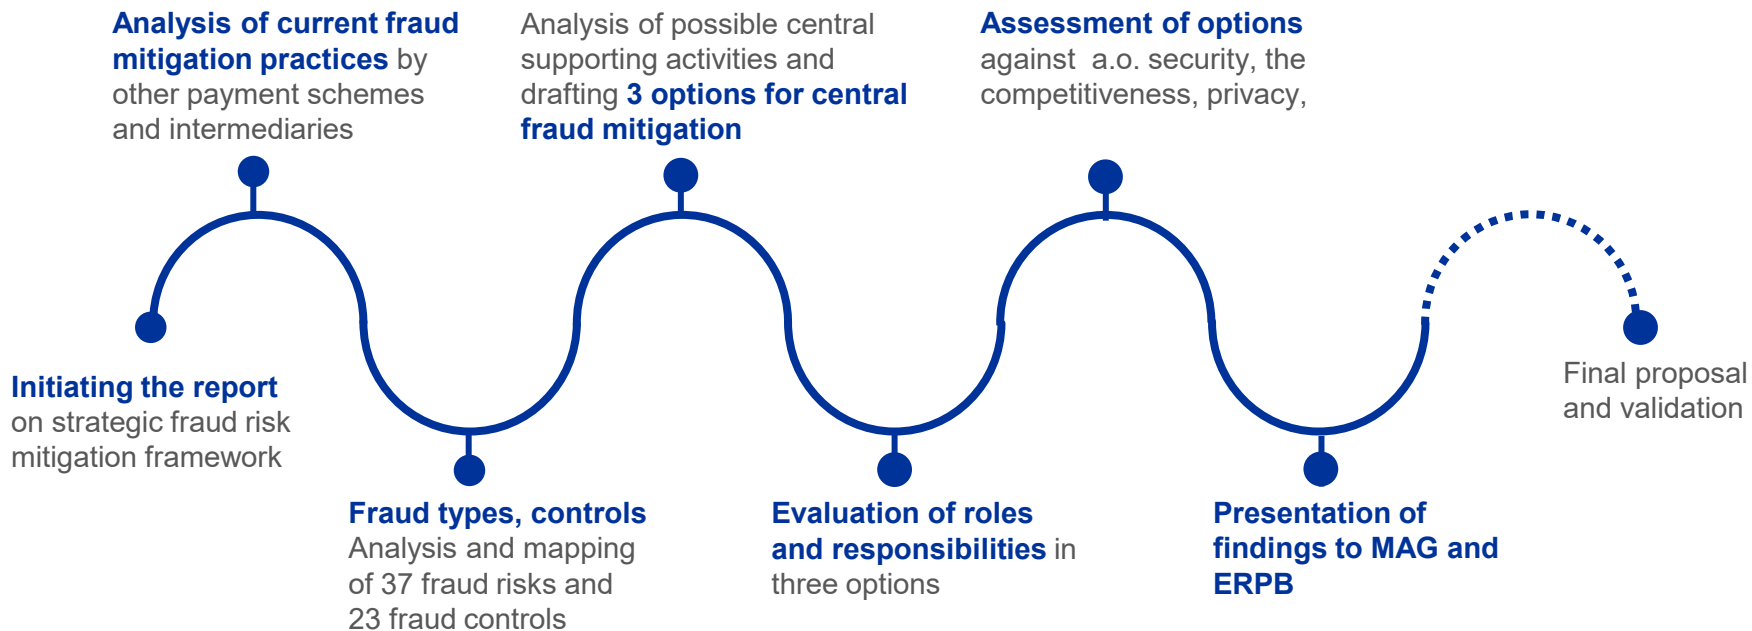 Analysis of current fraud
mitigation practices by
other payment schemes
and intermediaries
Analysis of possible central
supporting activities and
drafting 3 options for central
fraud mitigation
Assessment of options
against a.o. security, the
competitiveness, privacy,
Initiating the report
on strategic fraud risk
mitigation framework
Final proposal
and validation
Fraud types, controls
Analysis and mapping
of 37 fraud risks and
23 fraud controls
Evaluation of roles
and responsibilities in
three options
Presentation of
findings to MAG and
ERPB